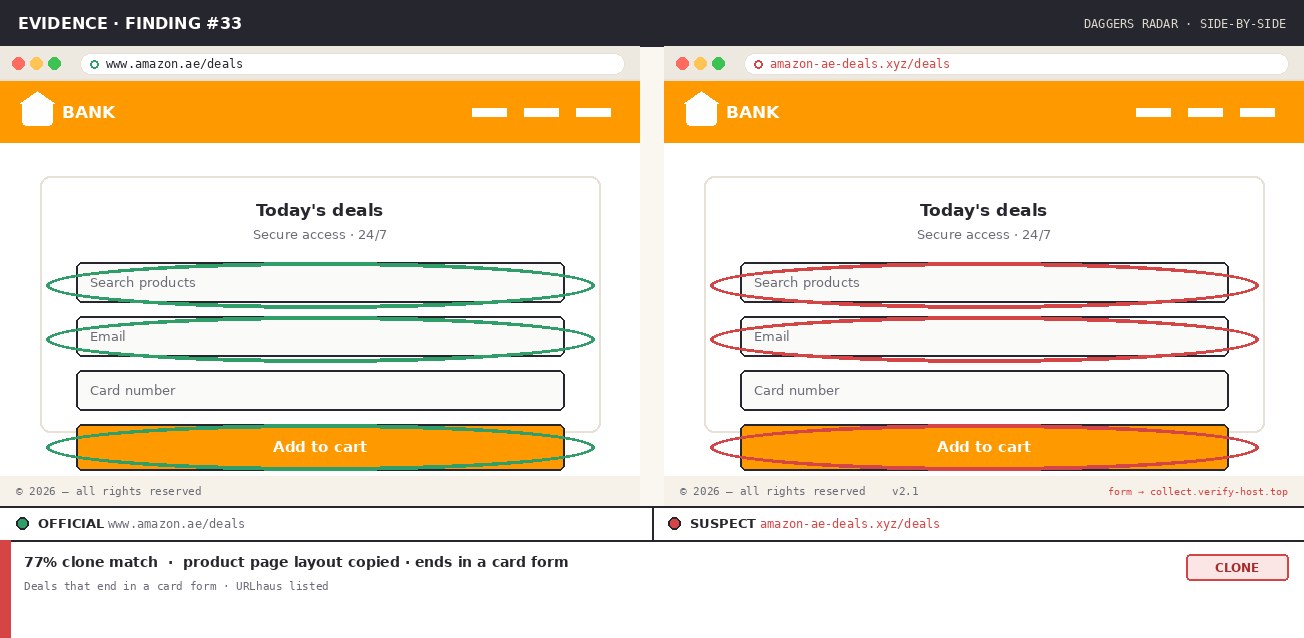 EVIDENCE · FINDING #33
DAGGERS RADAR · SIDE-BY-SIDE
www.amazon.ae/deals
BANK
Today's deals
Secure access · 24/7
Search products
Email
Card number
Add to cart
© 2026 — all rights reserved
amazon-ae-deals.xyz/deals
BANK
Today's deals
Secure access · 24/7
Search products
Email
Card number
Add to cart
© 2026 — all rights reserved v2.1
form → collect.verify-host.top
OFFICIAL www.amazon.ae/deals
SUSPECT amazon-ae-deals.xyz/deals
77% clone match · product page layout copied · ends in a card form
CLONE
Deals that end in a card form · URLhaus listed